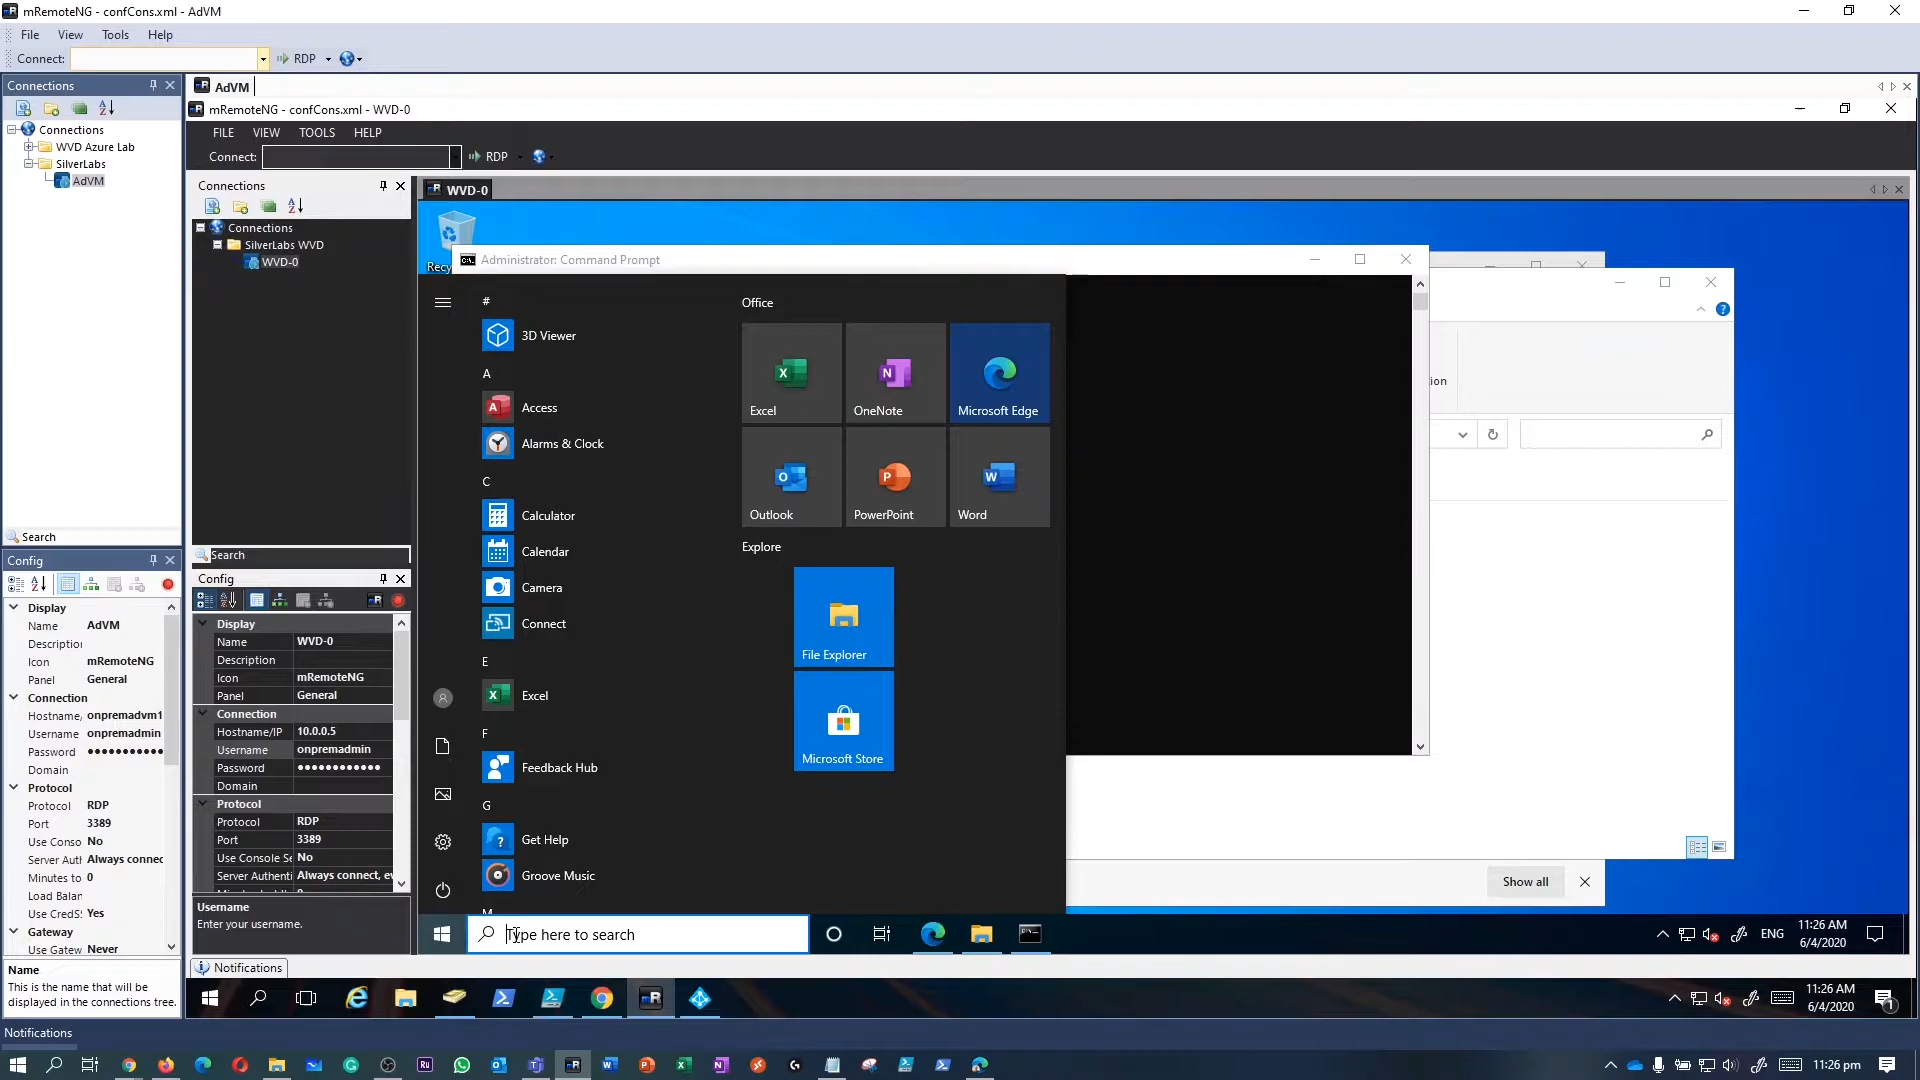 mRemoteNG - confCons.xml - AdVM
File View Tools Help
Connect: RDP
Connections
Connections
WVD Azure Lab
SilverLabs
AdVM
Search
Config
Display
Name AdVM
Descriptio
Icon mRemoteNG
Panel General
Connection
Hostname, onpremadvm1
Username onpremadmin
Password ●●●●●●●●●●●●
Domain
Protocol
Protocol RDP
Port 3389
Use Conso No
Server Auth Always connec
Minutes to 0
Load Balan
Use CredS: Yes
Gateway
Use Gatew Never
Name
This is the name that will be
displayed in the connections tree.
Notifications
AdVM
mRemoteNG - confCons.xml - WVD-0
FILE VIEW TOOLS HELP
Connect: RDP
Connections
Connections
SilverLabs WVD
WVD-0
Search
Config
Display
Name WVD-0
Description
Icon mRemoteNG
Panel General
Connection
Hostname/IP 10.0.0.5
Username onpremadmin
Password ●●●●●●●●●●●●
Domain
Protocol
Protocol RDP
Port 3389
Use Console Se No
Server Authenti Always connect, ev
Username
Enter your username.
Notifications
WVD-0
Recy
Administrator: Command Prompt
#
3D Viewer
A
Access
Alarms & Clock
C
Calculator
Calendar
Camera
Connect
E
Excel
F
Feedback Hub
G
Get Help
Groove Music
M
Office
Excel OneNote Microsoft Edge
Outlook PowerPoint Word
Explore
File Explorer
Microsoft Store
ion
Show all
Type here to search
ENG
11:26 AM
6/4/2020
11:26 AM
6/4/2020
1
11:26 pm